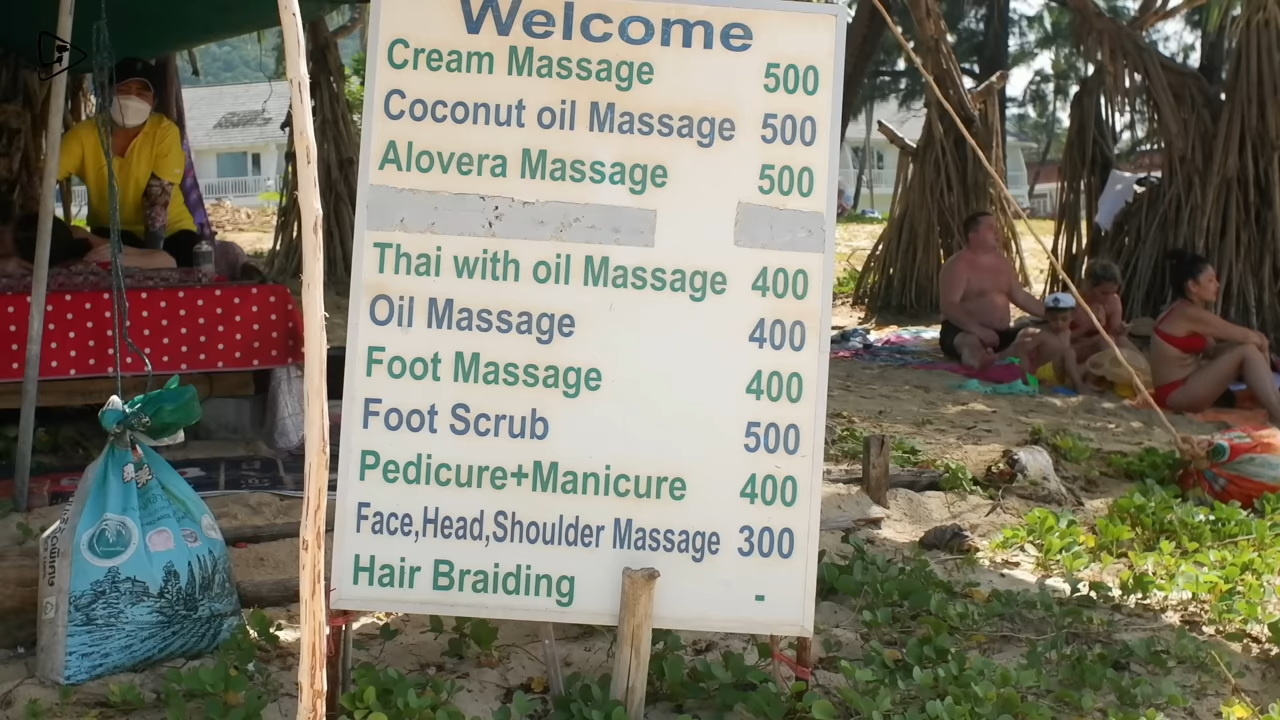 Welcome
Cream Massage 500
Coconut oil Massage 500
Alovera Massage 500
Thai with oil Massage 400
Oil Massage 400
Foot Massage 400
Foot Scrub 500
Pedicure+Manicure 400
Face,Head,Shoulder Massage 300
Hair Braiding -